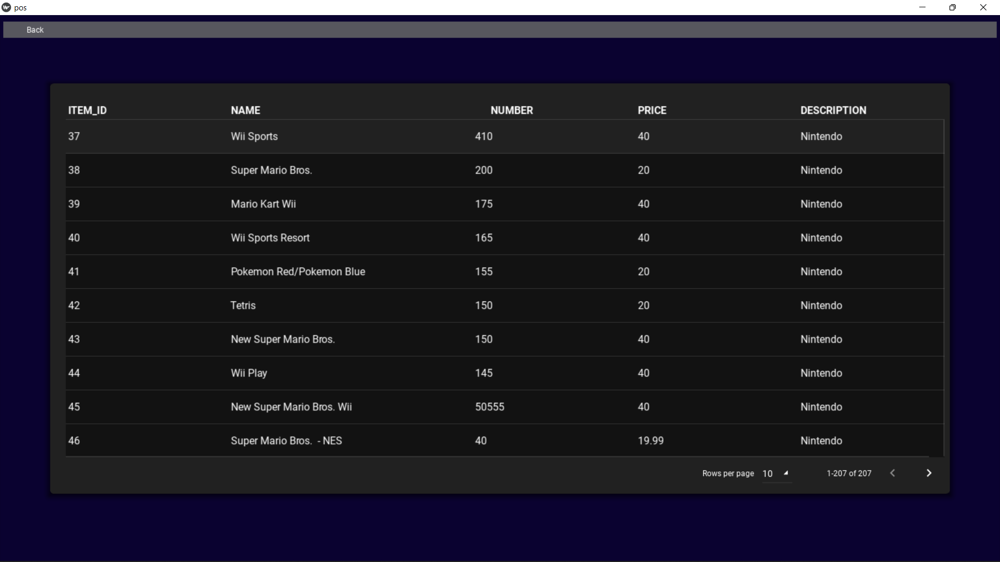 pos
Back
ITEM_ID NAME NUMBER PRICE DESCRIPTION
37 Wii Sports 410 40 Nintendo
38 Super Mario Bros. 200 20 Nintendo
39 Mario Kart Wii 175 40 Nintendo
40 Wii Sports Resort 165 40 Nintendo
41 Pokemon Red/Pokemon Blue 155 20 Nintendo
42 Tetris 150 20 Nintendo
43 New Super Mario Bros. 150 40 Nintendo
44 Wii Play 145 40 Nintendo
45 New Super Mario Bros. Wii 50555 40 Nintendo
46 Super Mario Bros.  - NES 40 19.99 Nintendo
Rows per page 10 1-207 of 207